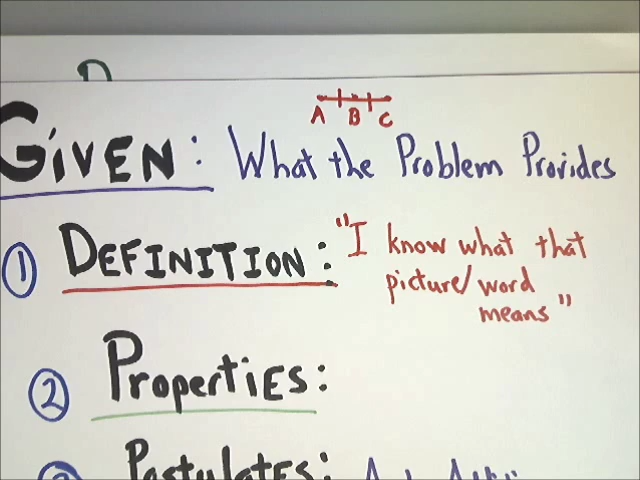 A B C
GIVEN: What the Problem Provides
① DEFINITION: "I know what that
picture/word
means"
② PROPERTIES:
POSTULATES: